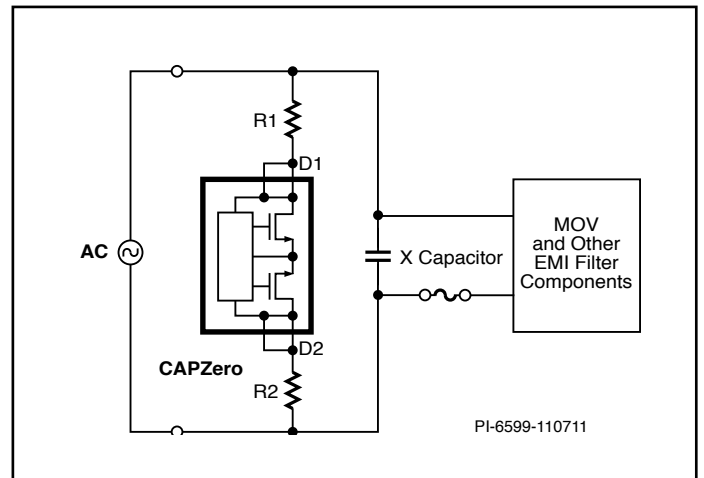 R1
D1
AC
X Capacitor
MOV
and Other
EMI Filter
Components
D2
CAPZero
R2
PI-6599-110711